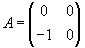 A = ( 0 0
-1 0 )